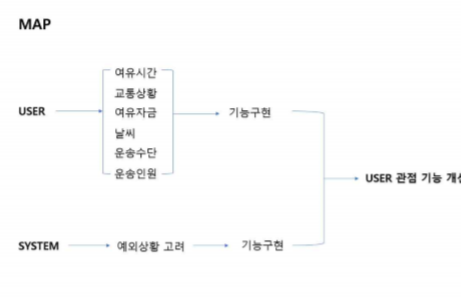 MAP
여유시간
교통상황
USER
여유자금
기능구현
날씨
운송수단
운송인원
USER 관점 기능
SYSTEM
예외상황 고려
기능구현